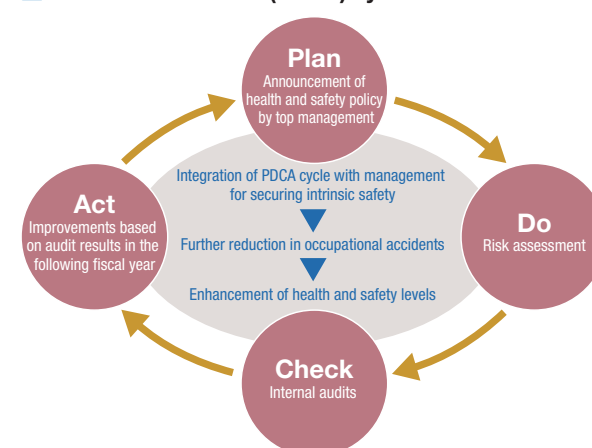 Plan
Announcement of
health and safety policy
by top management
Integration of PDCA cycle with management
for securing intrinsic safety
Further reduction in occupational accidents
Enhancement of health and safety levels
Act
Improvements based
on audit results in the
following fiscal year
Do
Risk assessment
Check
Internal audits